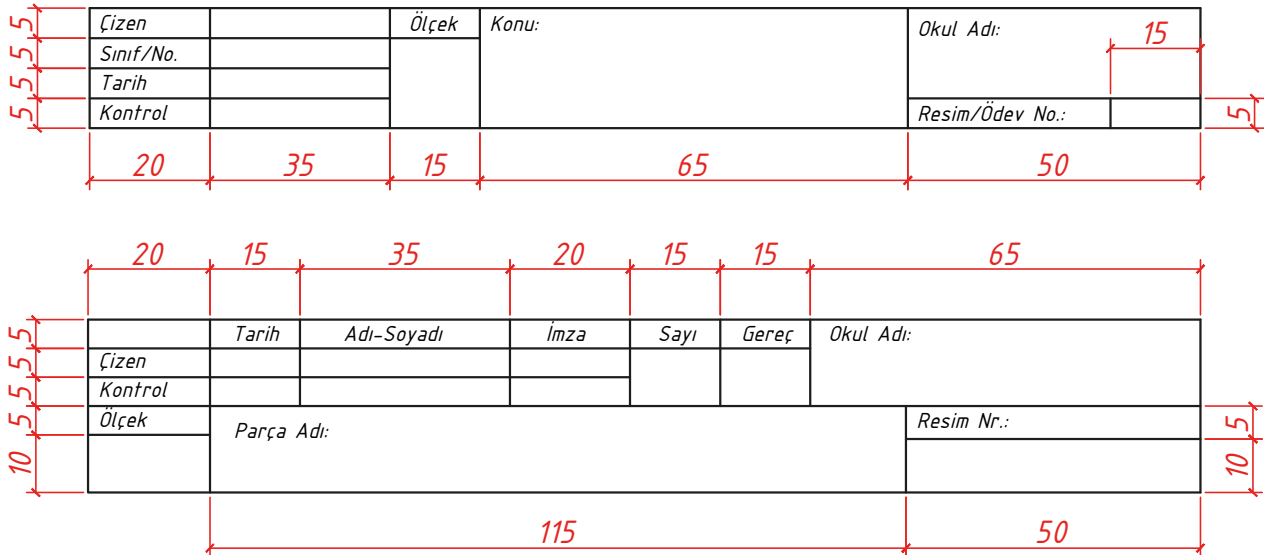 Çizen Ölçek Konu: Okul Adı: 15
Sınıf/No.
Tarih
Kontrol Resim/Ödev No.:
5 5 5 5 5
20 35 15 65 50
20 15 35 20 15 15 65
Tarih Adı-Soyadı İmza Sayı Gereç Okul Adı:
Çizen
Kontrol
Ölçek Parça Adı: Resim Nr.:
5 5 5 5 10 5 10
115 50